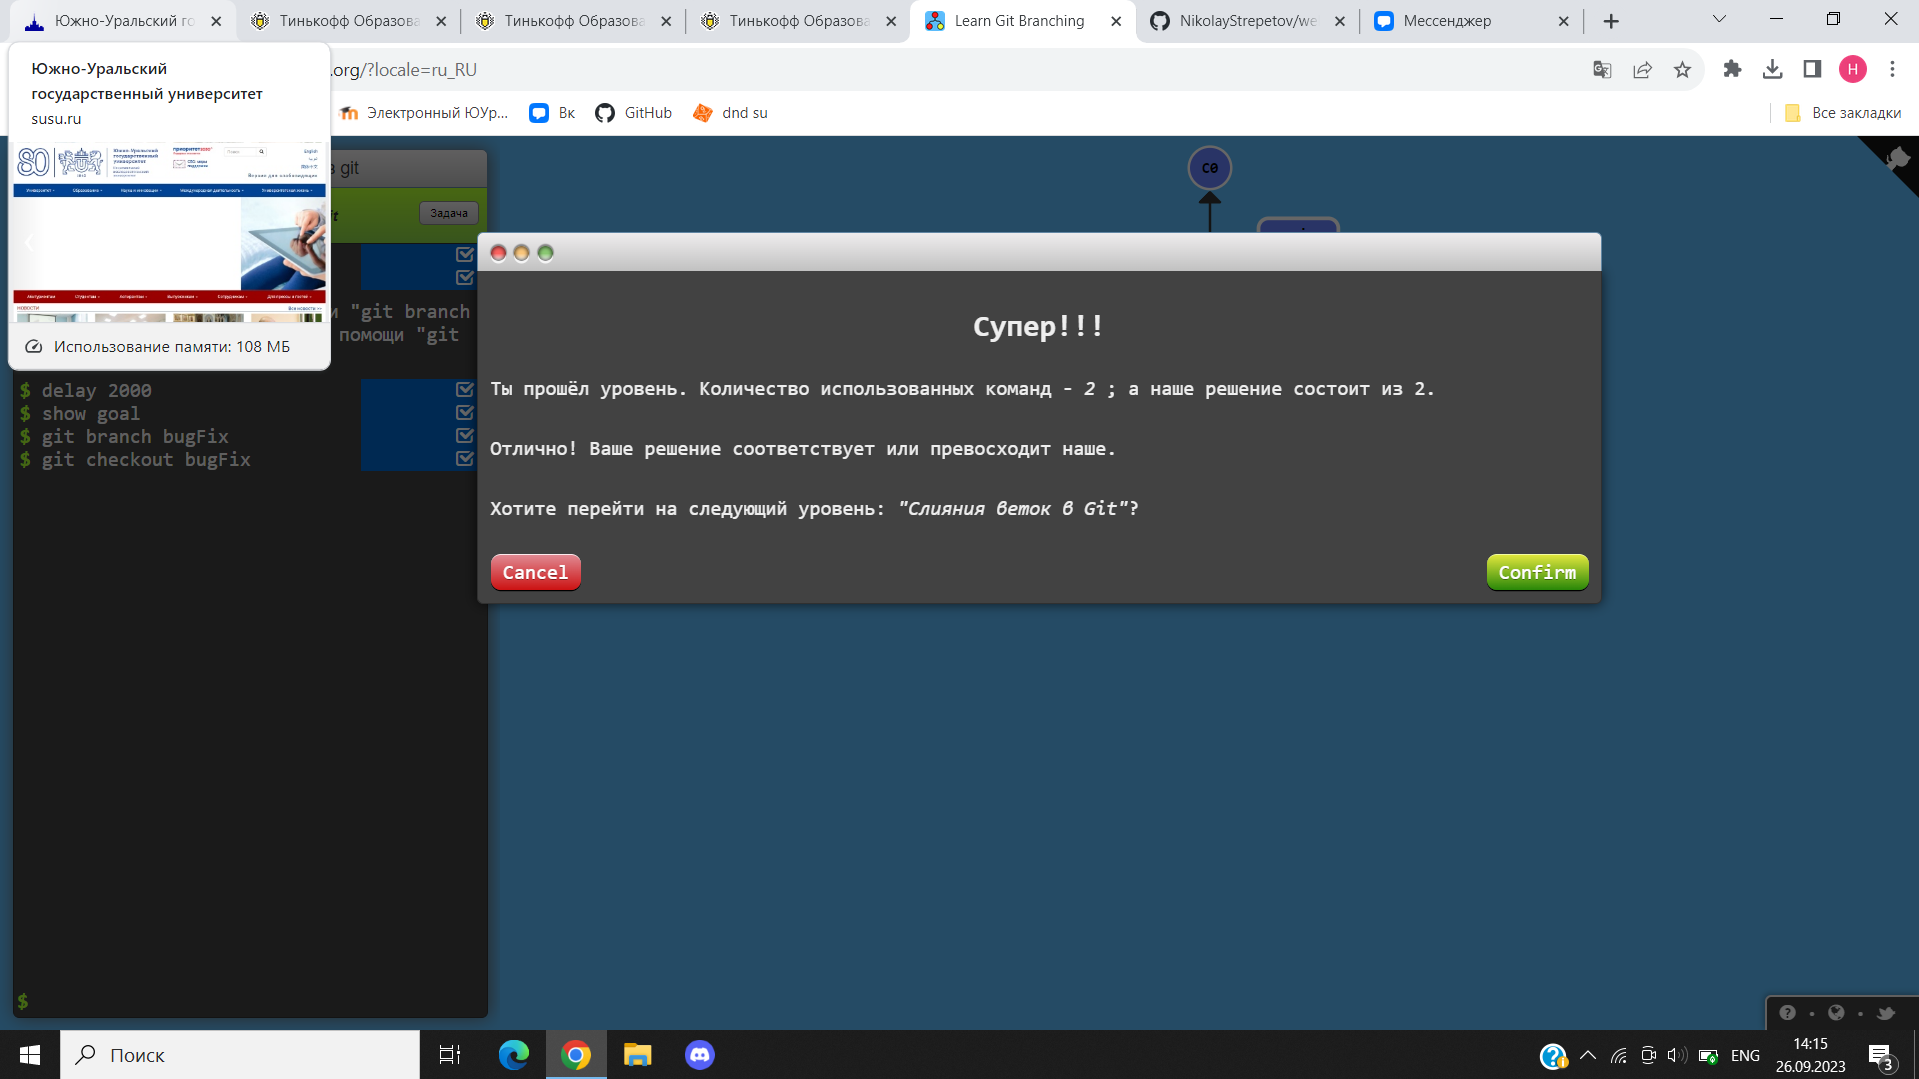 Южно-Уральский го
Тинькофф Образова
Тинькофф Образова
Тинькофф Образова
Learn Git Branching
NikolayStrepetov/we
Мессенджер
.org/?locale=ru_RU
Н
Электронный ЮУр...
Вк
GitHub
dnd su
Все закладки
Южно-Уральский
государственный университет
susu.ru
80
Использование памяти: 108 МБ
в git
Задача
и "git branch
помощи "git
$ delay 2000
$ show goal
$ git branch bugFix
$ git checkout bugFix
$
C0
Супер!!!
Ты прошёл уровень. Количество использованных команд - 2 ; а наше решение состоит из 2.
Отлично! Ваше решение соответствует или превосходит наше.
Хотите перейти на следующий уровень: "Слияния веток в Git"?
Cancel
Confirm
Поиск
ENG
14:15
26.09.2023
3